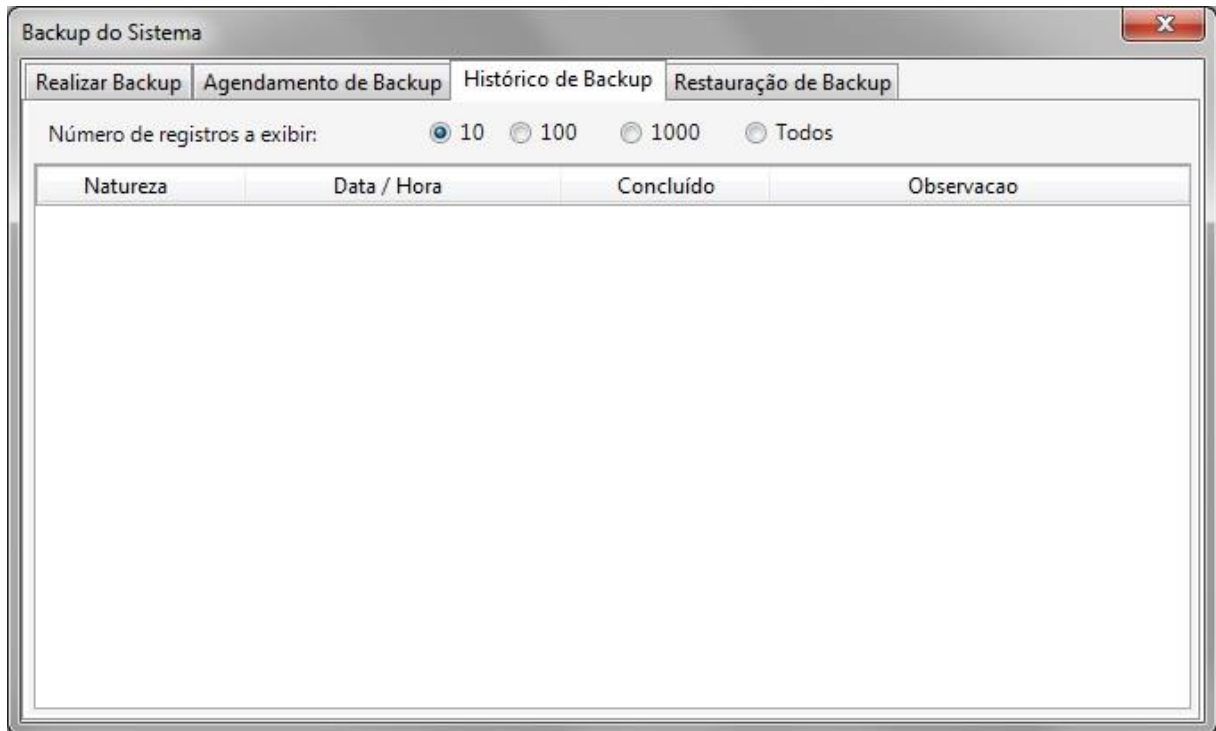 Backup do Sistema
Realizar Backup Agendamento de Backup Histórico de Backup Restauração de Backup
Número de registros a exibir: 10 100 1000 Todos
Natureza Data / Hora Concluído Observacao